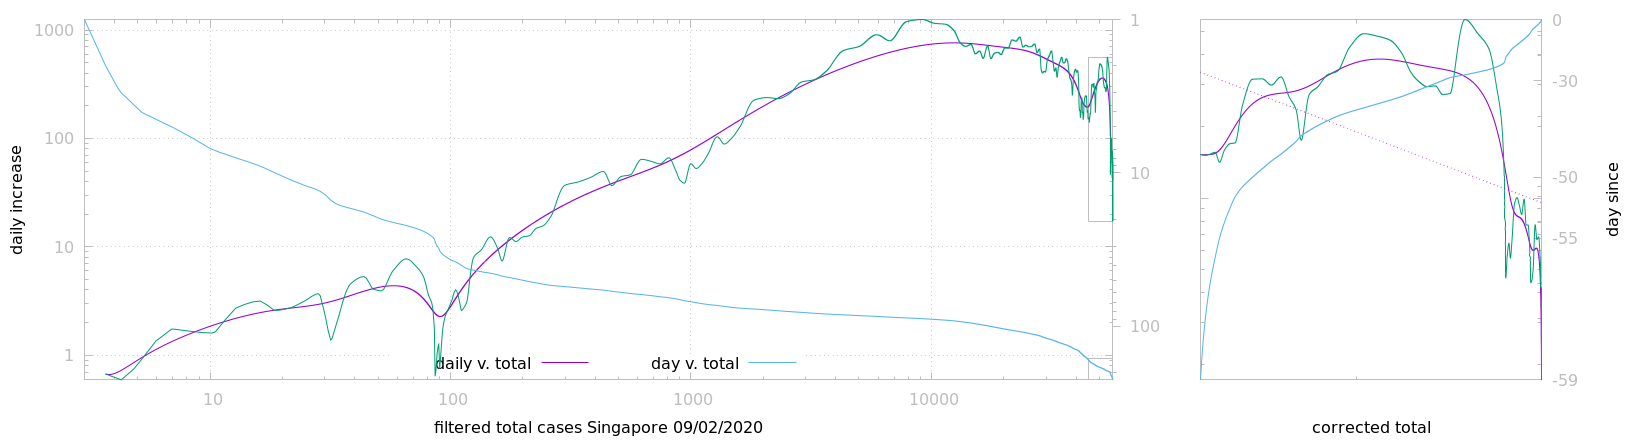 1000
100
10
1
daily increase
10
100
1000
10000
filtered total cases Singapore 09/02/2020
daily v. total
day v. total
1
10
100
0
-30
-50
-55
-59
day since
corrected total